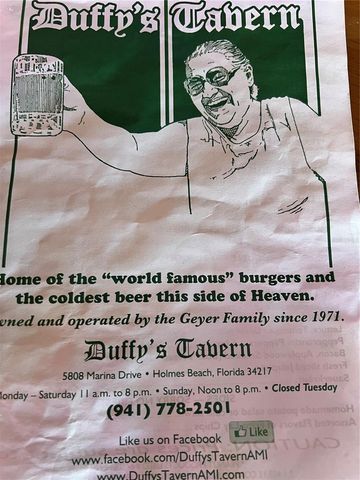 Duffy's Tavern
Home of the "world famous" burgers and
the coldest beer this side of Heaven.
owned and operated by the Geyer Family since 1971.
Duffy's Tavern
5808 Marina Drive • Holmes Beach, Florida 34217
Monday – Saturday 11 a.m. to 8 p.m. • Sunday, Noon to 8 p.m. • Closed Tuesday
(941) 778-2501
Like us on Facebook Like
www.facebook.com/DuffysTavernAMI
www.DuffysTavernAMI.com